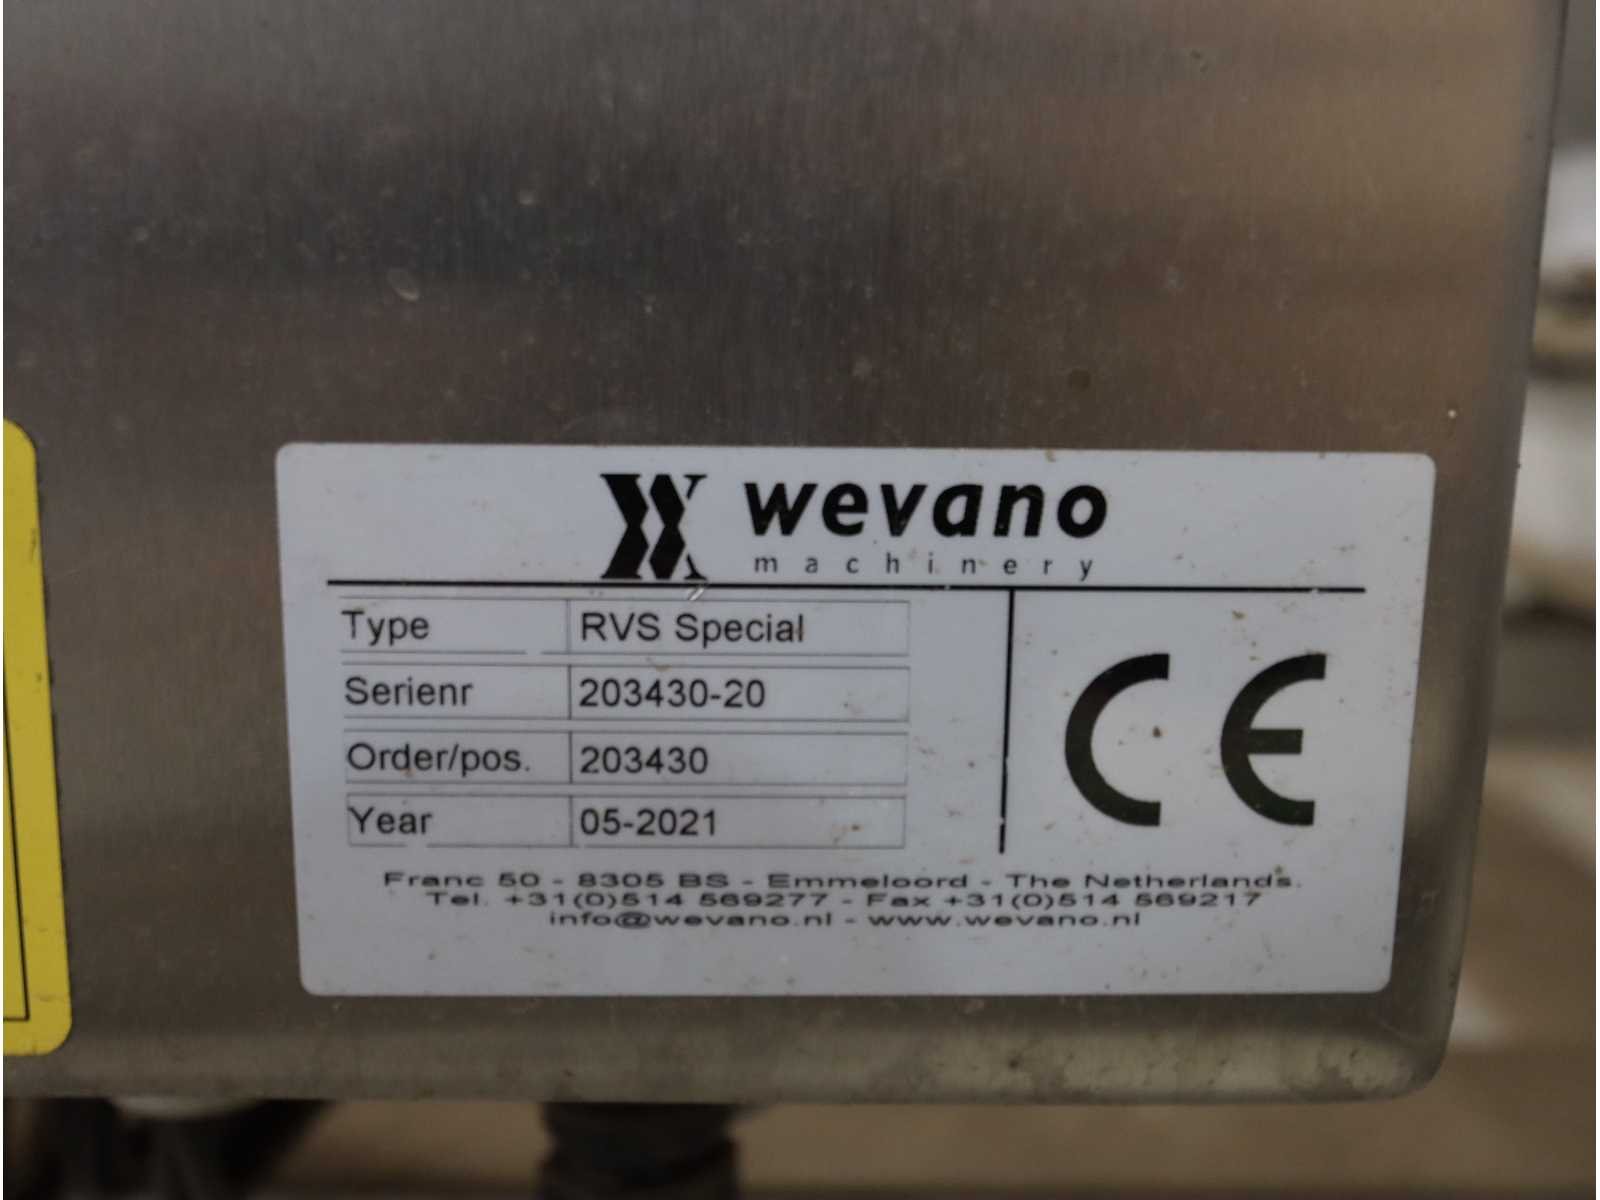 wevano
machinery
Type RVS Special
Serienr 203430-20
Order/pos. 203430
Year 05-2021
CE
Franc 50 - 8305 BS - Emmeloord - The Netherlands.
Tel. +31(0)514 569277 - Fax +31(0)514 569217
info@wevano.nl - www.wevano.nl